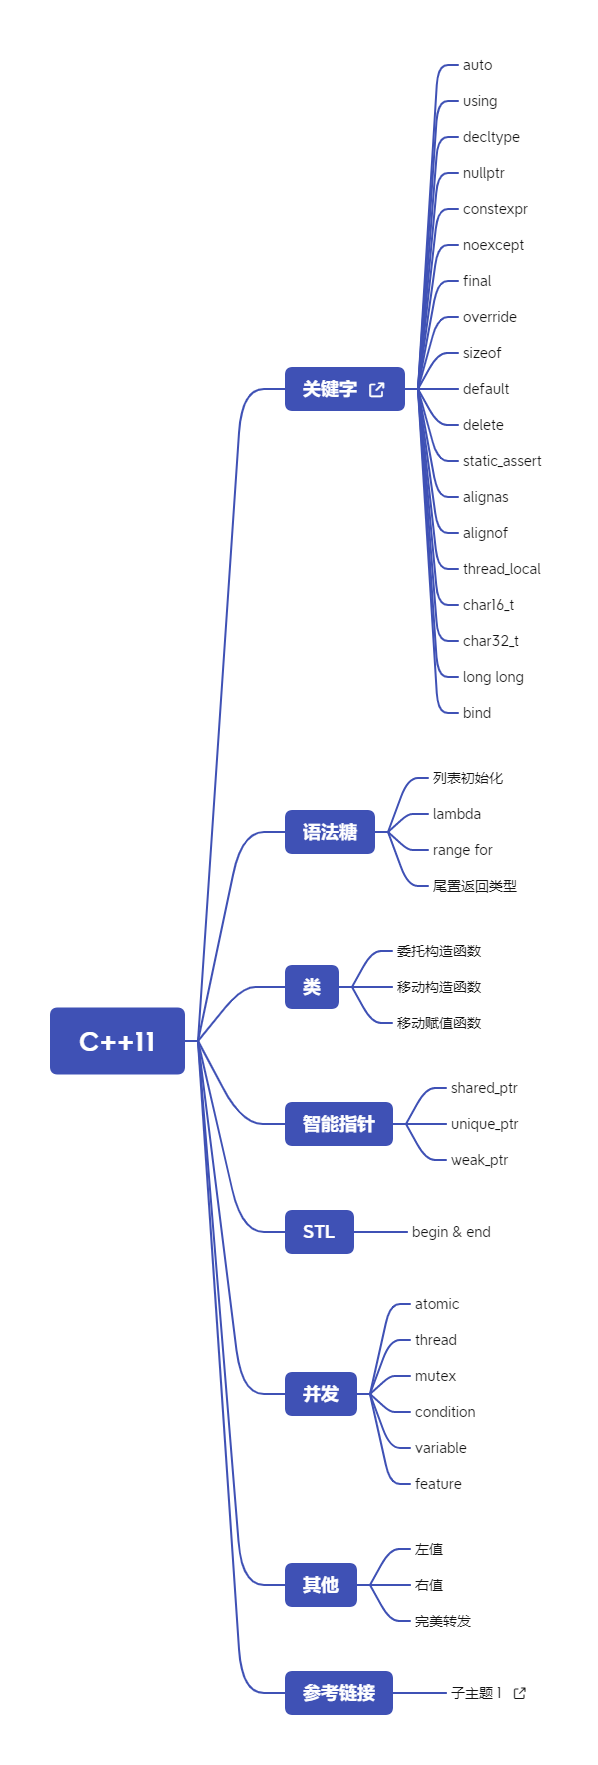 C++11
关键字
auto
using
decltype
nullptr
constexpr
noexcept
final
override
sizeof
default
delete
static_assert
alignas
alignof
thread_local
char16_t
char32_t
long long
bind
语法糖
列表初始化
lambda
range for
尾置返回类型
类
委托构造函数
移动构造函数
移动赋值函数
智能指针
shared_ptr
unique_ptr
weak_ptr
STL
begin & end
并发
atomic
thread
mutex
condition
variable
feature
其他
左值
右值
完美转发
参考链接
子主题 1